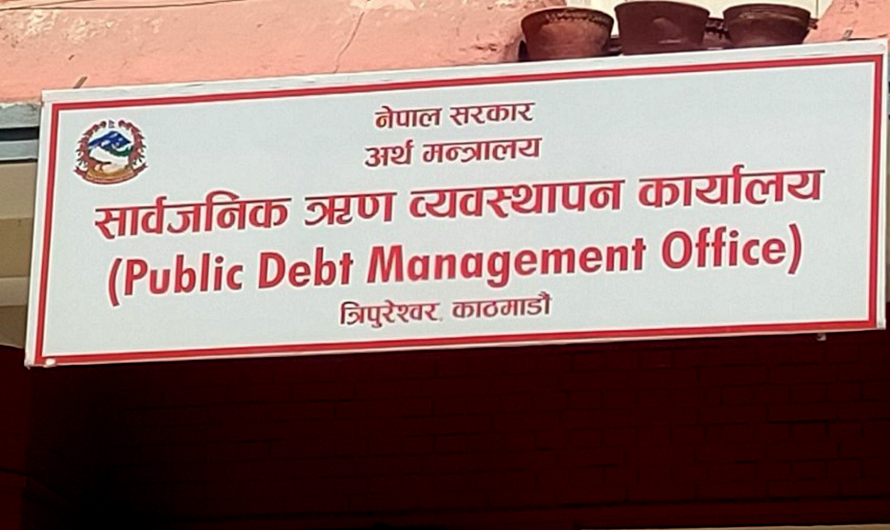 नेपाल सरकार
अर्थ मन्त्रालय
सार्वजनिक ऋण व्यवस्थापन कार्यालय
(Public Debt Management Office)
त्रिपुरेश्वर, काठमाडौं